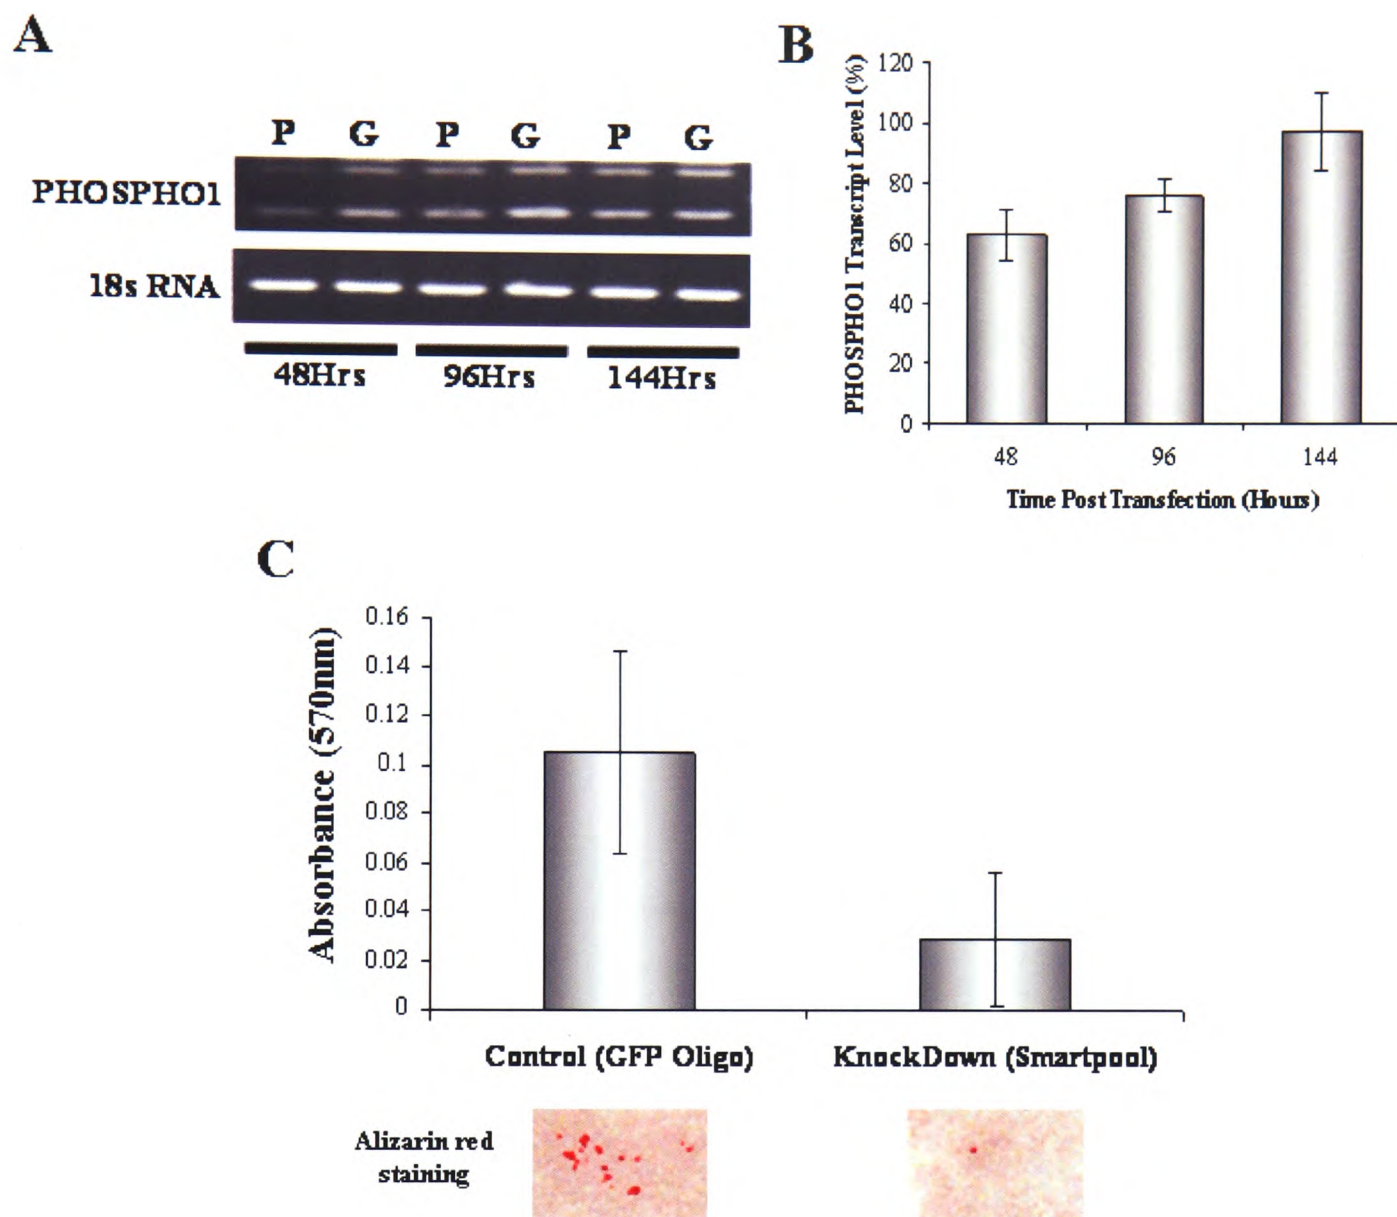 A
P G P G P G
PHOSPHO1
18s RNA
48Hrs 96Hrs 144Hrs
B
PHOSPHO1 Transcript Level (%)
120
100
80
60
40
20
0
48 96 144
Time Post Transfection (Hours)
C
Absorbance (570nm)
0.16
0.14
0.12
0.1
0.08
0.06
0.04
0.02
0
Control (GFP Oligo) KnockDown (Smartpool)
Alizarin red
staining